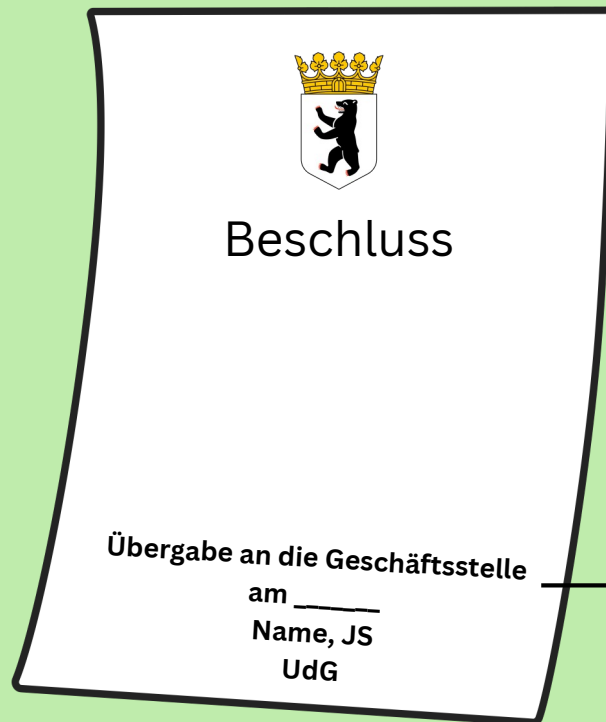 Beschluss
Übergabe an die Geschäftsstelle
am ______
Name, JS
UdG